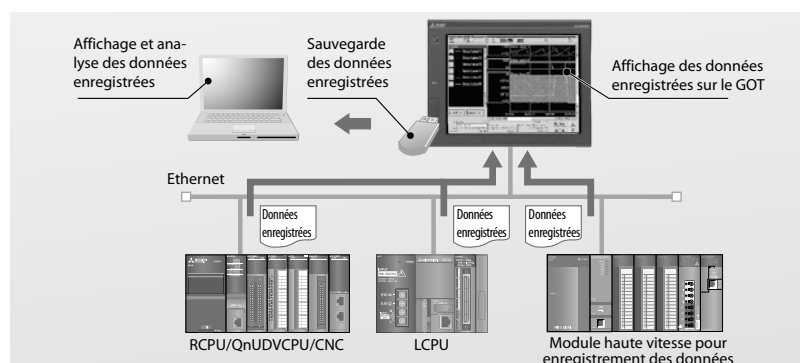 Affichage et ana-
lyse des données
enregistrées
Sauvegarde
des données
enregistrées
Affichage des données
enregistrées sur le GOT
Ethernet
Données
enregistrées
Données
enregistrées
Données
enregistrées
RCPU/QnUDVCPU/CNC
LCPU
Module haute vitesse pour
enregistrement des données